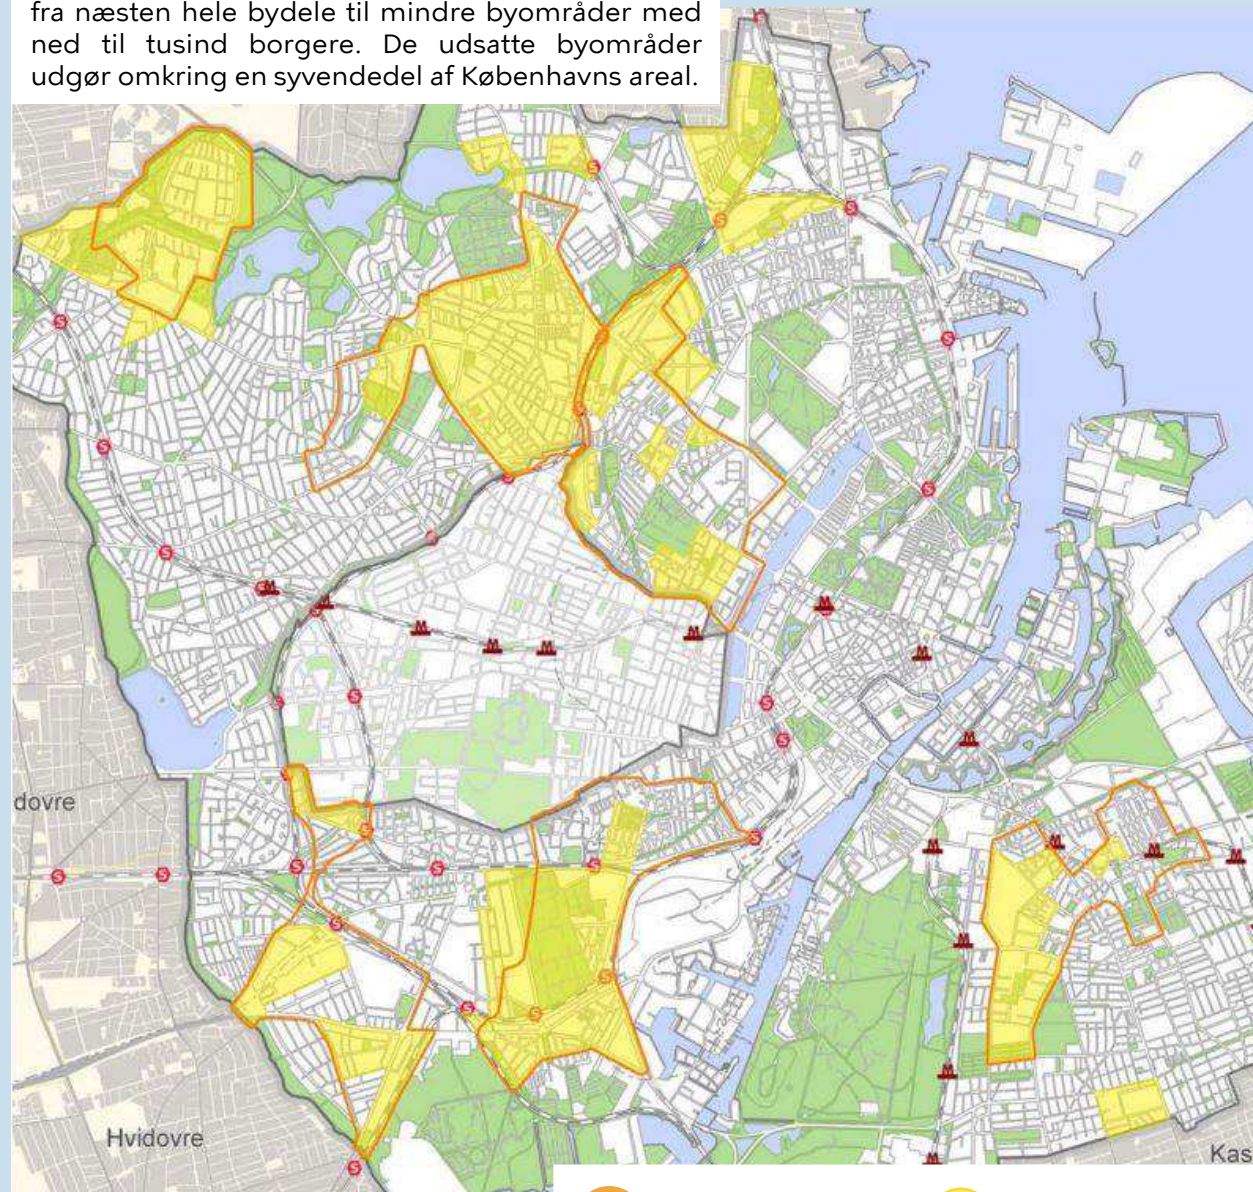 fra næsten hele bydele til mindre byområder med
ned til tusind borgere. De udsatte byområder
udgør omkring en syvendedel af Københavns areal.
dovre
Hvidovre
Kas